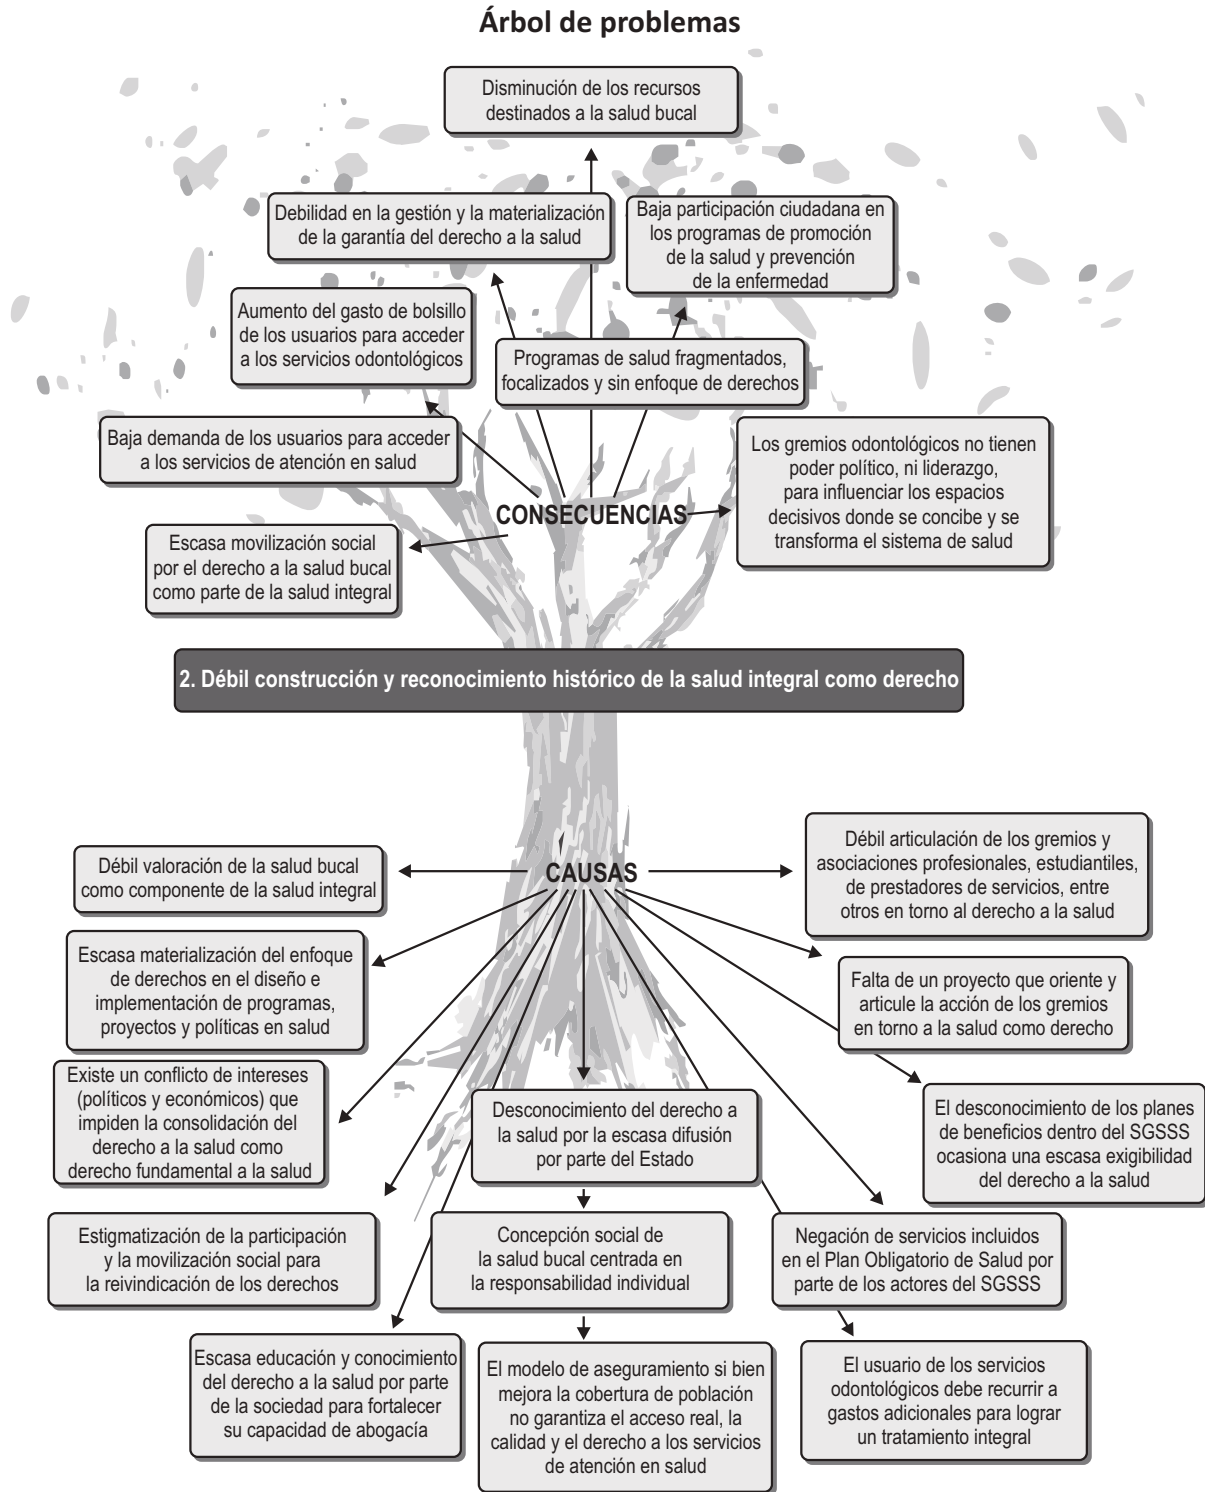 Árbol de problemas
Disminución de los recursos
destinados a la salud bucal
Debilidad en la gestión y la materialización
de la garantía del derecho a la salud
Baja participación ciudadana en
los programas de promoción
de la salud y prevención
de la enfermedad
Aumento del gasto de bolsillo
de los usuarios para acceder
a los servicios odontológicos
Programas de salud fragmentados,
focalizados y sin enfoque de derechos
Baja demanda de los usuarios para acceder
a los servicios de atención en salud
Los gremios odontológicos no tienen
poder político, ni liderazgo,
para influenciar los espacios
decisivos donde se concibe y se
transforma el sistema de salud
CONSECUENCIAS
Escasa movilización social
por el derecho a la salud bucal
como parte de la salud integral
2. Débil construcción y reconocimiento histórico de la salud integral como derecho
CAUSAS
Débil valoración de la salud bucal
como componente de la salud integral
Débil articulación de los gremios y
asociaciones profesionales, estudiantiles,
de prestadores de servicios, entre
otros en torno al derecho a la salud
Escasa materialización del enfoque
de derechos en el diseño e
implementación de programas,
proyectos y políticas en salud
Falta de un proyecto que oriente y
articule la acción de los gremios
en torno a la salud como derecho
Existe un conflicto de intereses
(políticos y económicos) que
impiden la consolidación del
derecho a la salud como
derecho fundamental a la salud
Desconocimiento del derecho a
la salud por la escasa difusión
por parte del Estado
El desconocimiento de los planes
de beneficios dentro del SGSSS
ocasiona una escasa exigibilidad
del derecho a la salud
Estigmatización de la participación
y la movilización social para
la reivindicación de los derechos
Concepción social de
la salud bucal centrada en
la responsabilidad individual
Negación de servicios incluidos
en el Plan Obligatorio de Salud por
parte de los actores del SGSSS
Escasa educación y conocimiento
del derecho a la salud por parte
de la sociedad para fortalecer
su capacidad de abogacía
El modelo de aseguramiento si bien
mejora la cobertura de población
no garantiza el acceso real, la
calidad y el derecho a los servicios
de atención en salud
El usuario de los servicios
odontológicos debe recurrir a
gastos adicionales para lograr
un tratamiento integral